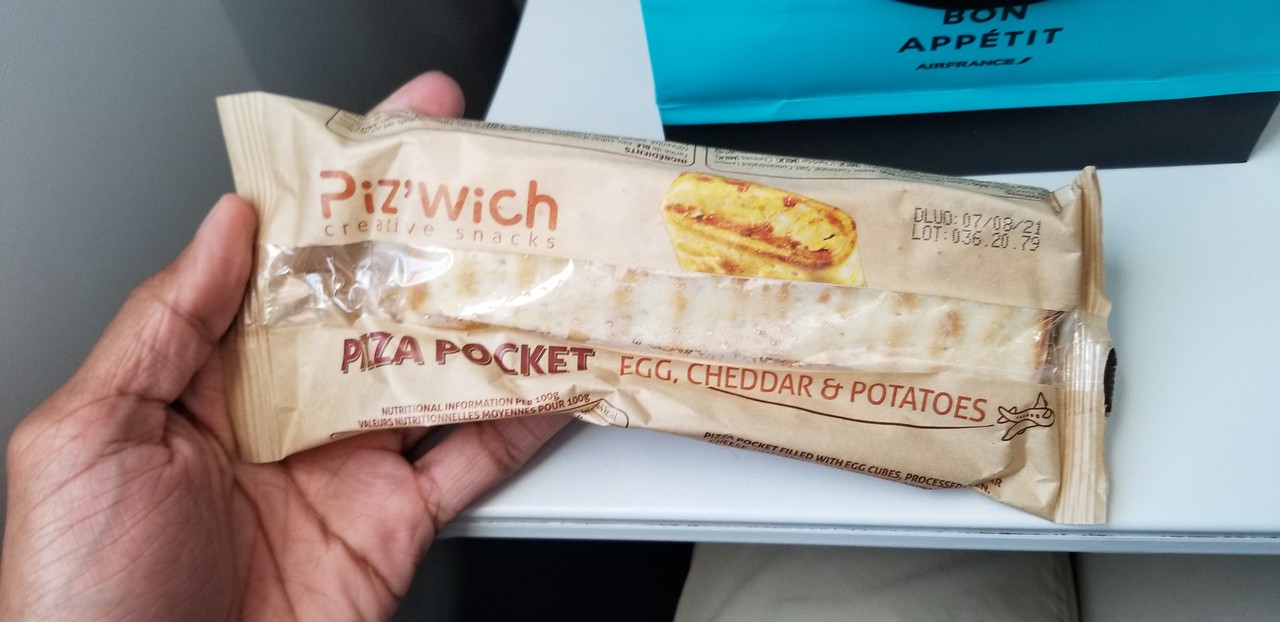 BON
APPÉTIT
AIRFRANCE
INGRÉDIENTS
Piz'wich
creative snacks
DLUO: 07/08/21
LOT: 036.20.79
PIZZA POCKET
EGG, CHEDDAR & POTATOES
NUTRITIONAL INFORMATION PER 100g
VALEURS NUTRITIONNELLES MOYENNES POUR 100g
PIZZA POCKET FILLED WITH EGG CUBES, PROCESSED